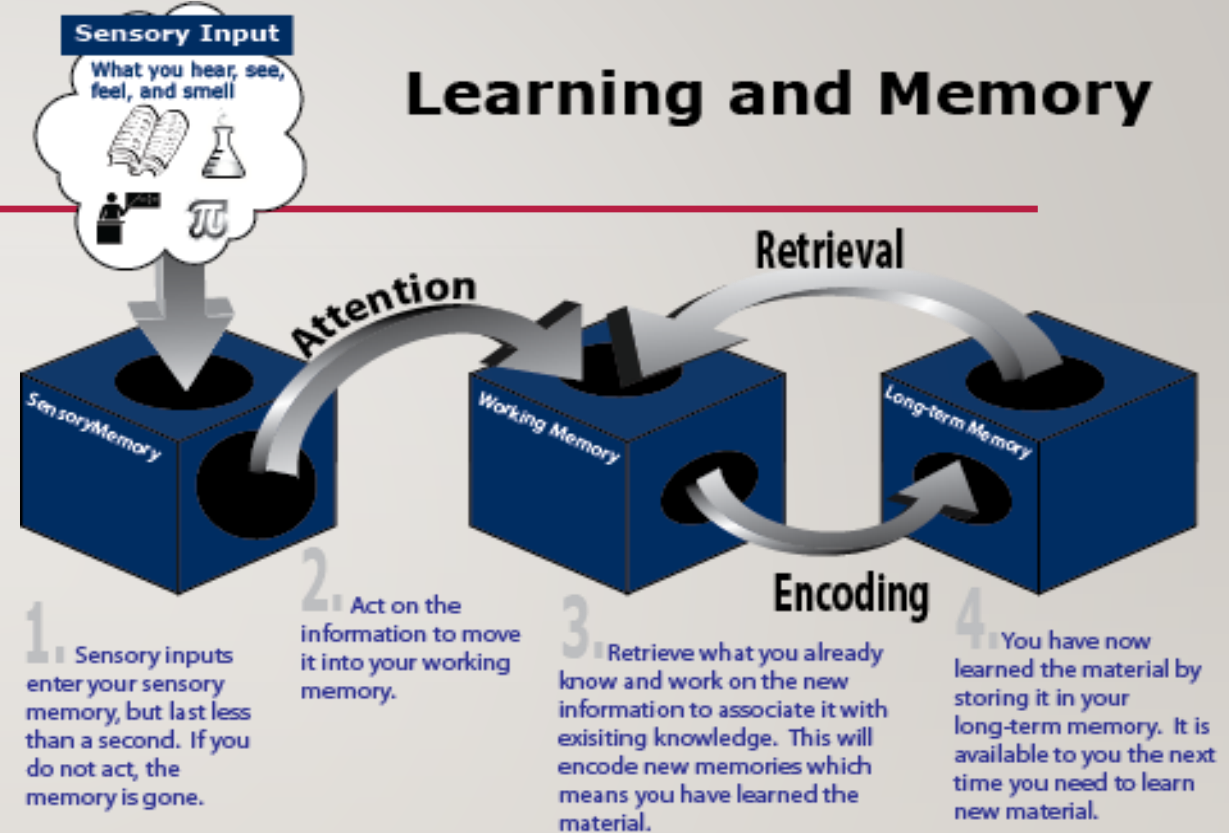 Sensory Input
What you hear, see,
feel, and smell
π
Learning and Memory
Attention
Retrieval
SensoryMemory
Working Memory
Long-term Memory
Encoding
1. Sensory inputs
enter your sensory
memory, but last less
than a second. If you
do not act, the
memory is gone.
2. Act on the
information to move
it into your working
memory.
3. Retrieve what you already
know and work on the new
information to associate it with
exisiting knowledge. This will
encode new memories which
means you have learned the
material.
4. You have now
learned the material by
storing it in your
long-term memory. It is
available to you the next
time you need to learn
new material.